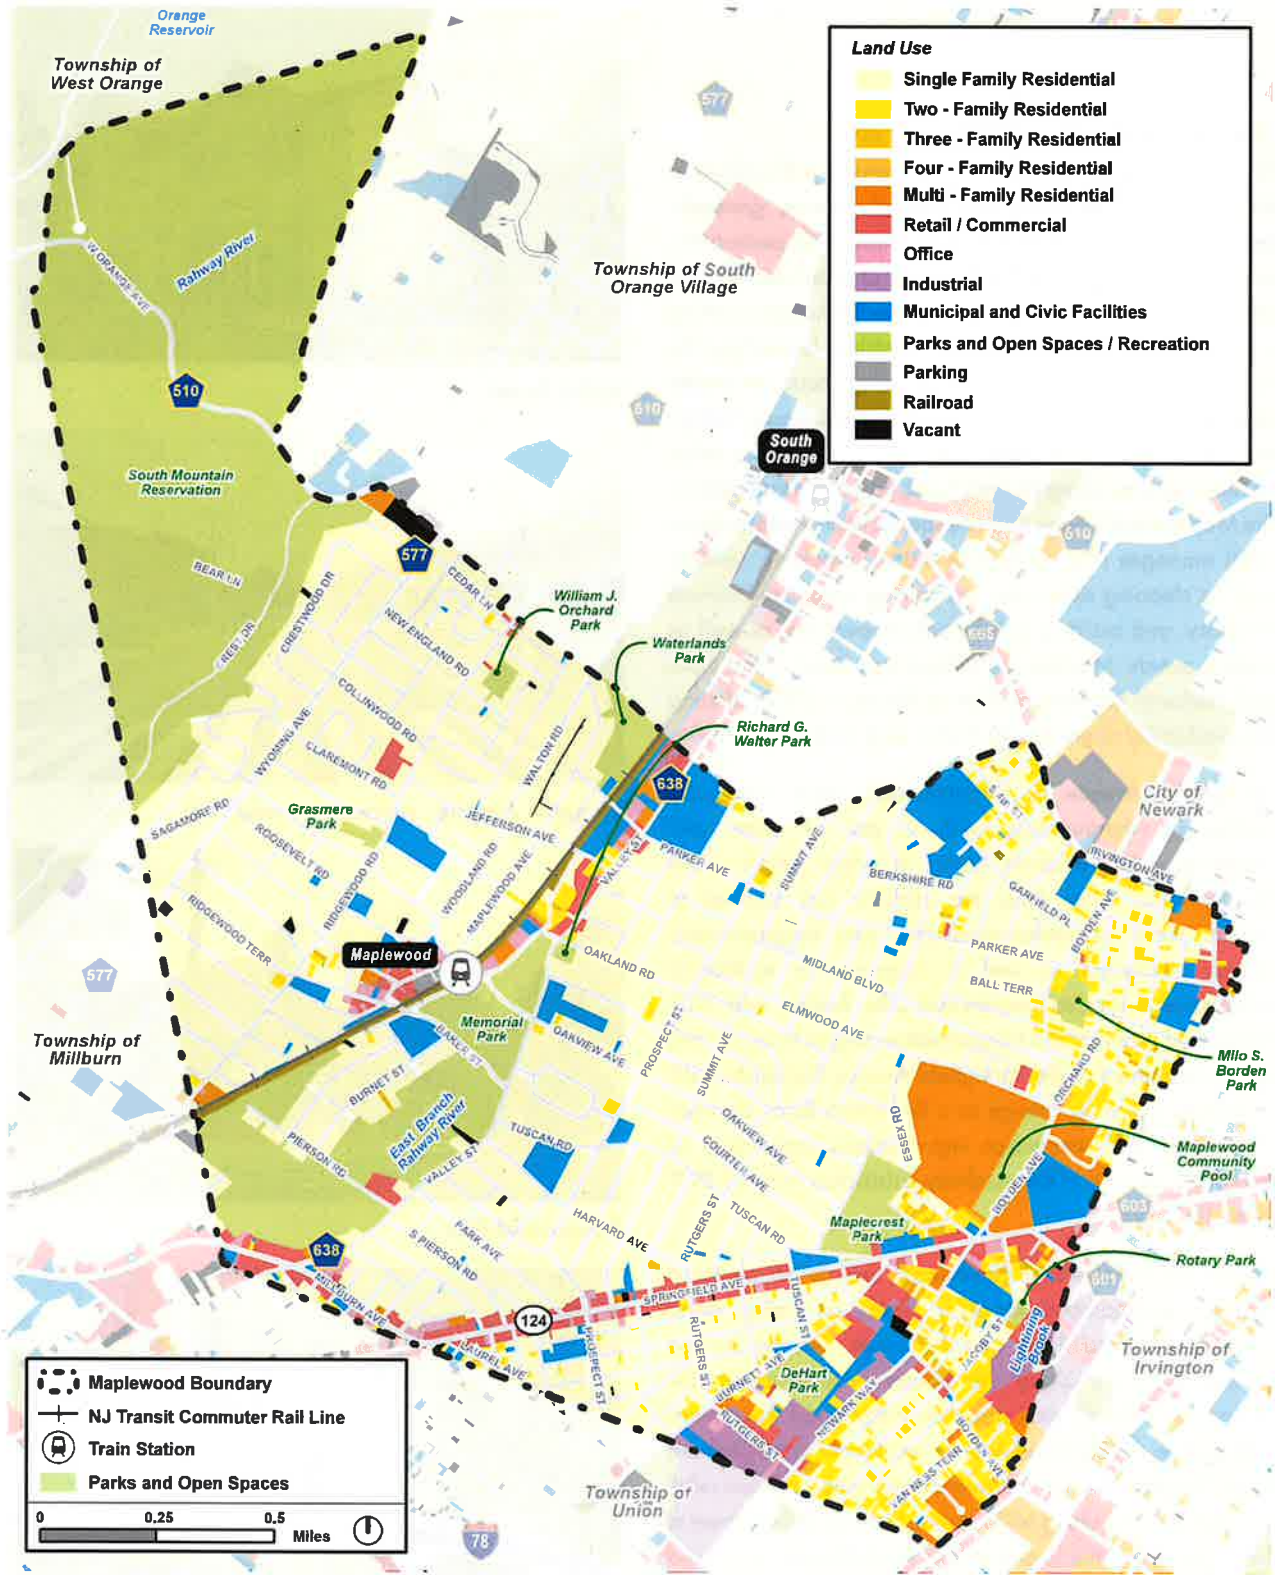 Orange
Reservoir
Township of
West Orange
577
Land Use
Single Family Residential
Two - Family Residential
Three - Family Residential
Four - Family Residential
Multi - Family Residential
Retail / Commercial
Office
Industrial
Municipal and Civic Facilities
Parks and Open Spaces / Recreation
Parking
Railroad
Vacant
W ORANGE AVE
Rahway River
Township of South
Orange Village
510
510
South
Orange
South Mountain
Reservation
510
577
665
BEAR LN
CREST DR
CRESTWOOD DR
CEDAR LN
NEW ENGLAND RD
William J.
Orchard
Park
Waterlands
Park
COLLINWOOD RD
WYOMING AVE
CLAREMONT RD
WALTON RD
Richard G.
Walter Park
638
City of
Newark
SAGAMORE RD
Grasmere
Park
ROOSEVELT RD
RIDGEWOOD RD
JEFFERSON AVE
WOODLAND RD
MAPLEWOOD AVE
VALLEY ST
PARKER AVE
SUMMIT AVE
BERKSHIRE RD
GARFIELD PL
IRVINGTON AVE
BOYDEN AVE
RIDGEWOOD TERR
Maplewood
OAKLAND RD
MIDLAND BLVD
PARKER AVE
BALL TERR
ELMWOOD AVE
577
Township of
Millburn
Memorial
Park
BAKER ST
OAKVIEW AVE
PROSPECT ST
SUMMIT AVE
ORCHARD RD
Milo S.
Borden
Park
BURNET ST
East Branch
Rahway River
PIERSON RD
VALLEY ST
TUSCAN RD
OAKVIEW AVE
COURTER AVE
ESSEX RD
BOYDEN AVE
Maplewood
Community
Pool
603
HARVARD AVE
RUTGERS ST
TUSCAN RD
Maplecrest
Park
PARK AVE
S PIERSON RD
638
MILLBURN AVE
Rotary Park
601
SPRINGFIELD AVE
TUSCAN ST
124
LAUREL AVE
PROSPECT ST
RUTGERS ST
BURNETT AVE
DeHart
Park
JACOBY ST
Lightning
Brook
Township of
Irvington
NEWARK WAY
RUTGERS ST
BOYDEN AVE
VAN NESS TERR
Township of
Union
78
Maplewood Boundary
NJ Transit Commuter Rail Line
Train Station
Parks and Open Spaces
0 0.25 0.5
Miles